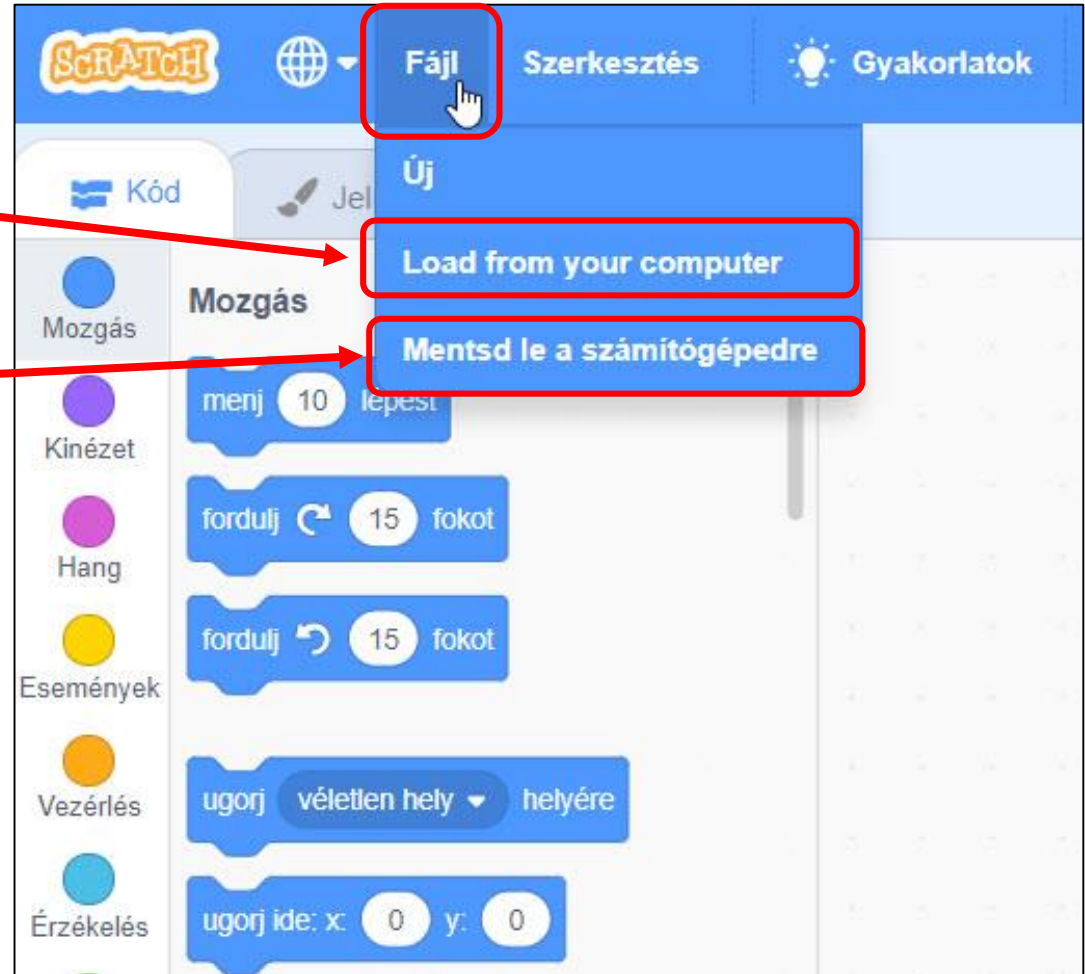 SCRATCH Fájl Szerkesztés Gyakorlatok
Kód Jel
Új
Load from your computer
Mentsd le a számítógépedre
Mozgás
Kinézet
Hang
Események
Vezérlés
Érzékelés
Mozgás
menj 10 lépést
fordulj 15 fokot
fordulj 15 fokot
ugorj véletlen hely helyére
ugorj ide: x: 0 y: 0